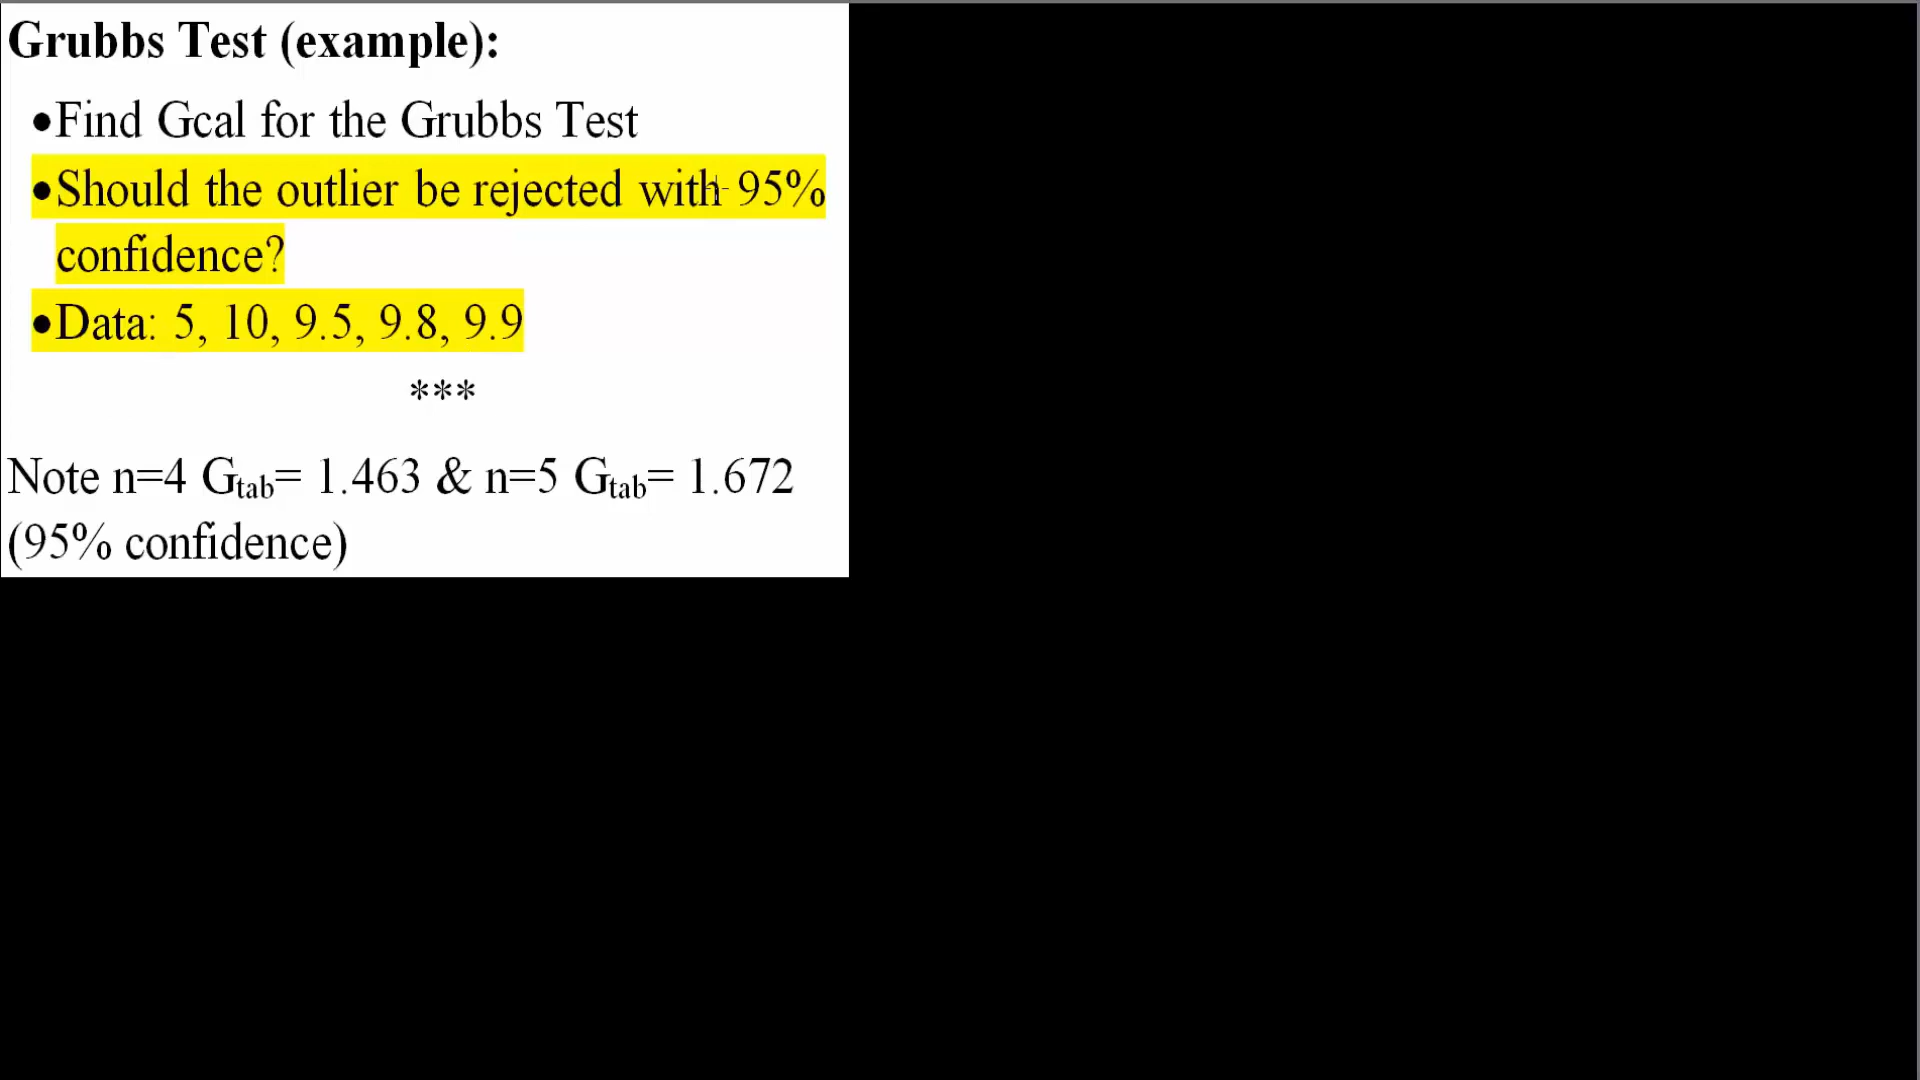 Grubbs Test (example):
•Find Gcal for the Grubbs Test
•Should the outlier be rejected with 95%
confidence?
•Data: 5, 10, 9.5, 9.8, 9.9
***
Note n=4 Gtab= 1.463 & n=5 Gtab= 1.672
(95% confidence)